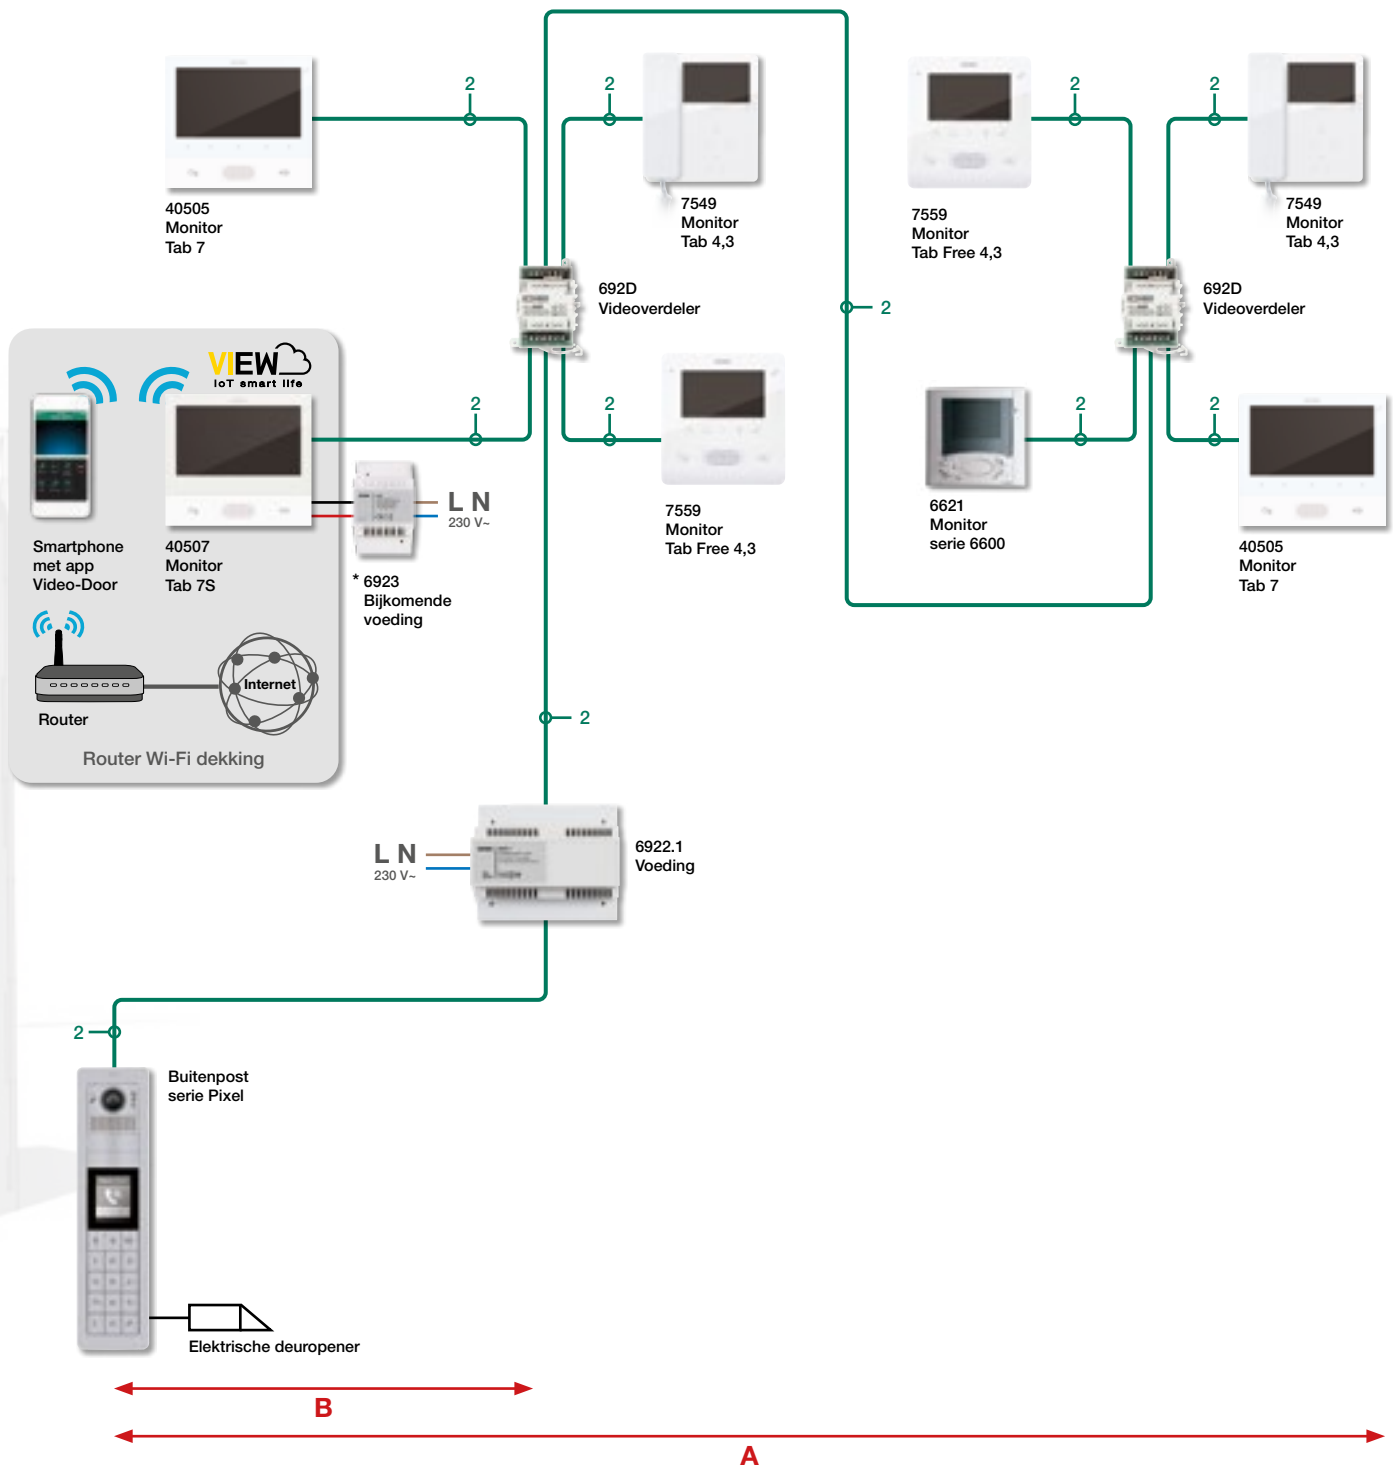 2
2
2
2
40505
Monitor
Tab 7
7549
Monitor
Tab 4,3
7559
Monitor
Tab Free 4,3
7549
Monitor
Tab 4,3
692D
Videoverdeler
2
692D
Videoverdeler
VIEW
IoT smart life
2
2
2
2
L N
230 V~
Smartphone
met app
Video-Door
40507
Monitor
Tab 7S
* 6923
Bijkomende
voeding
7559
Monitor
Tab Free 4,3
6621
Monitor
serie 6600
40505
Monitor
Tab 7
Internet
Router
Router Wi-Fi dekking
2
L N
230 V~
6922.1
Voeding
2
Buitenpost
serie Pixel
Elektrische deuropener
B
A